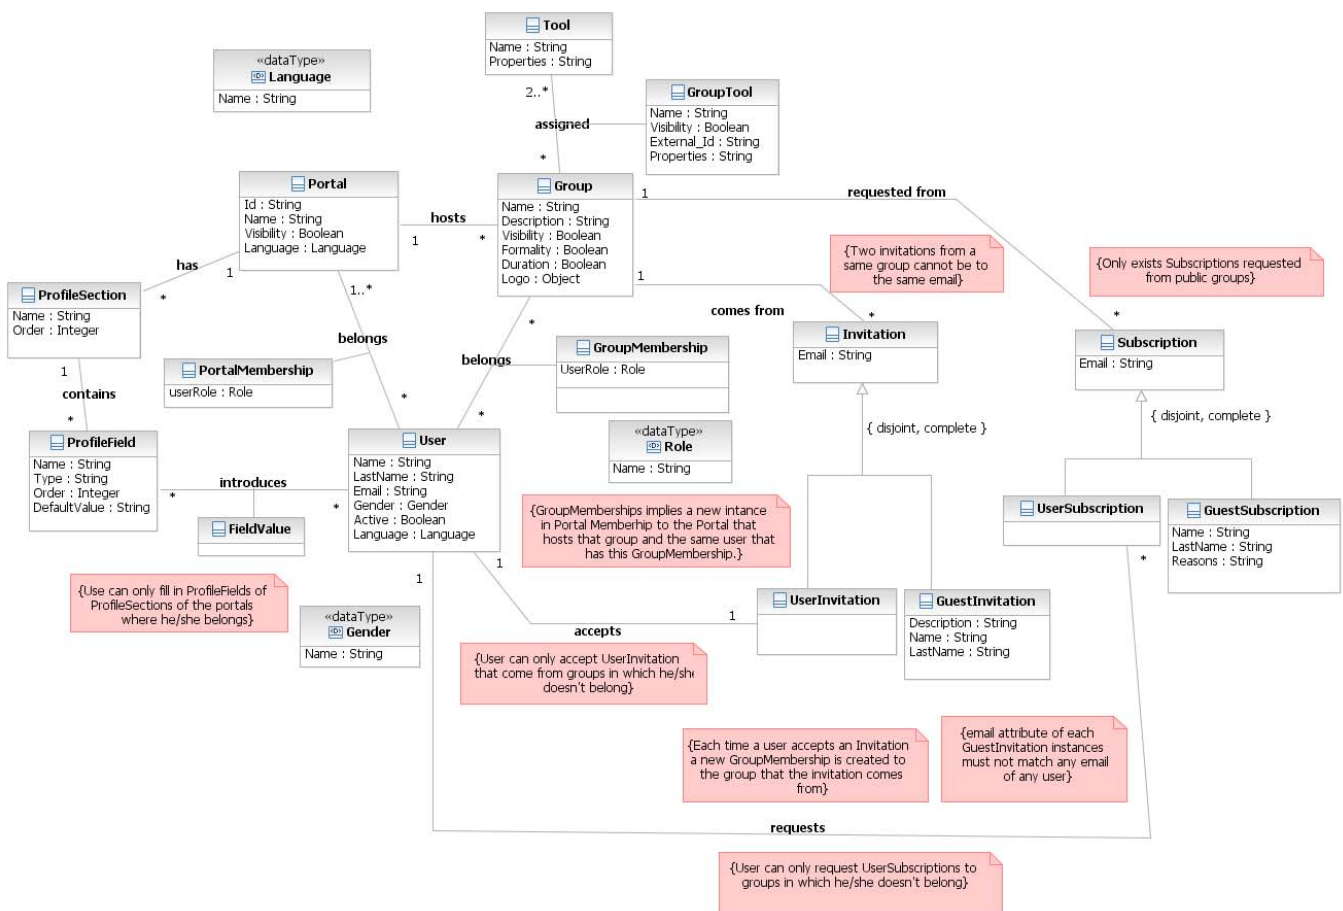 Tool
Name : String
Properties : String
«dataType»
Language
Name : String
2..*
GroupTool
Name : String
Visibility : Boolean
External_Id : String
Properties : String
assigned
*
Portal
Id : String
Name : String
Visibility : Boolean
Language : Language
hosts
1
*
Group
Name : String
Description : String
Visibility : Boolean
Formality : Boolean
Duration : Boolean
Logo : Object
1
requested from
{Two invitations from a
same group cannot be to
the same email}
{Only exists Subscriptions requested
from public groups}
has
1
*
1..*
1
comes from
*
*
ProfileSection
Name : String
Order : Integer
*
belongs
belongs
GroupMembership
UserRole : Role
Invitation
Email : String
Subscription
Email : String
PortalMembership
userRole : Role
1
contains
*
*
*
{ disjoint, complete }
{ disjoint, complete }
ProfileField
Name : String
Type : String
Order : Integer
DefaultValue : String
introduces
*
*
User
Name : String
LastName : String
Email : String
Gender : Gender
Active : Boolean
Language : Language
«dataType»
Role
Name : String
FieldValue
{GroupMemberships implies a new intance
in Portal Memberhip to the Portal that
hosts that group and the same user that
has this GroupMembership.}
UserSubscription
*
GuestSubscription
Name : String
LastName : String
Reasons : String
{Use can only fill in ProfileFields of
ProfileSections of the portals
where he/she belongs}
1
1
«dataType»
Gender
Name : String
accepts
1
UserInvitation
GuestInvitation
Description : String
Name : String
LastName : String
{User can only accept UserInvitation
that come from groups in which he/she
doesn't belong}
{Each time a user accepts an Invitation
a new GroupMembership is created to
the group that the invitation comes
from}
{email attribute of each
GuestInvitation instances
must not match any email
of any user}
requests
{User can only request UserSubscriptions to
groups in which he/she doesn't belong}